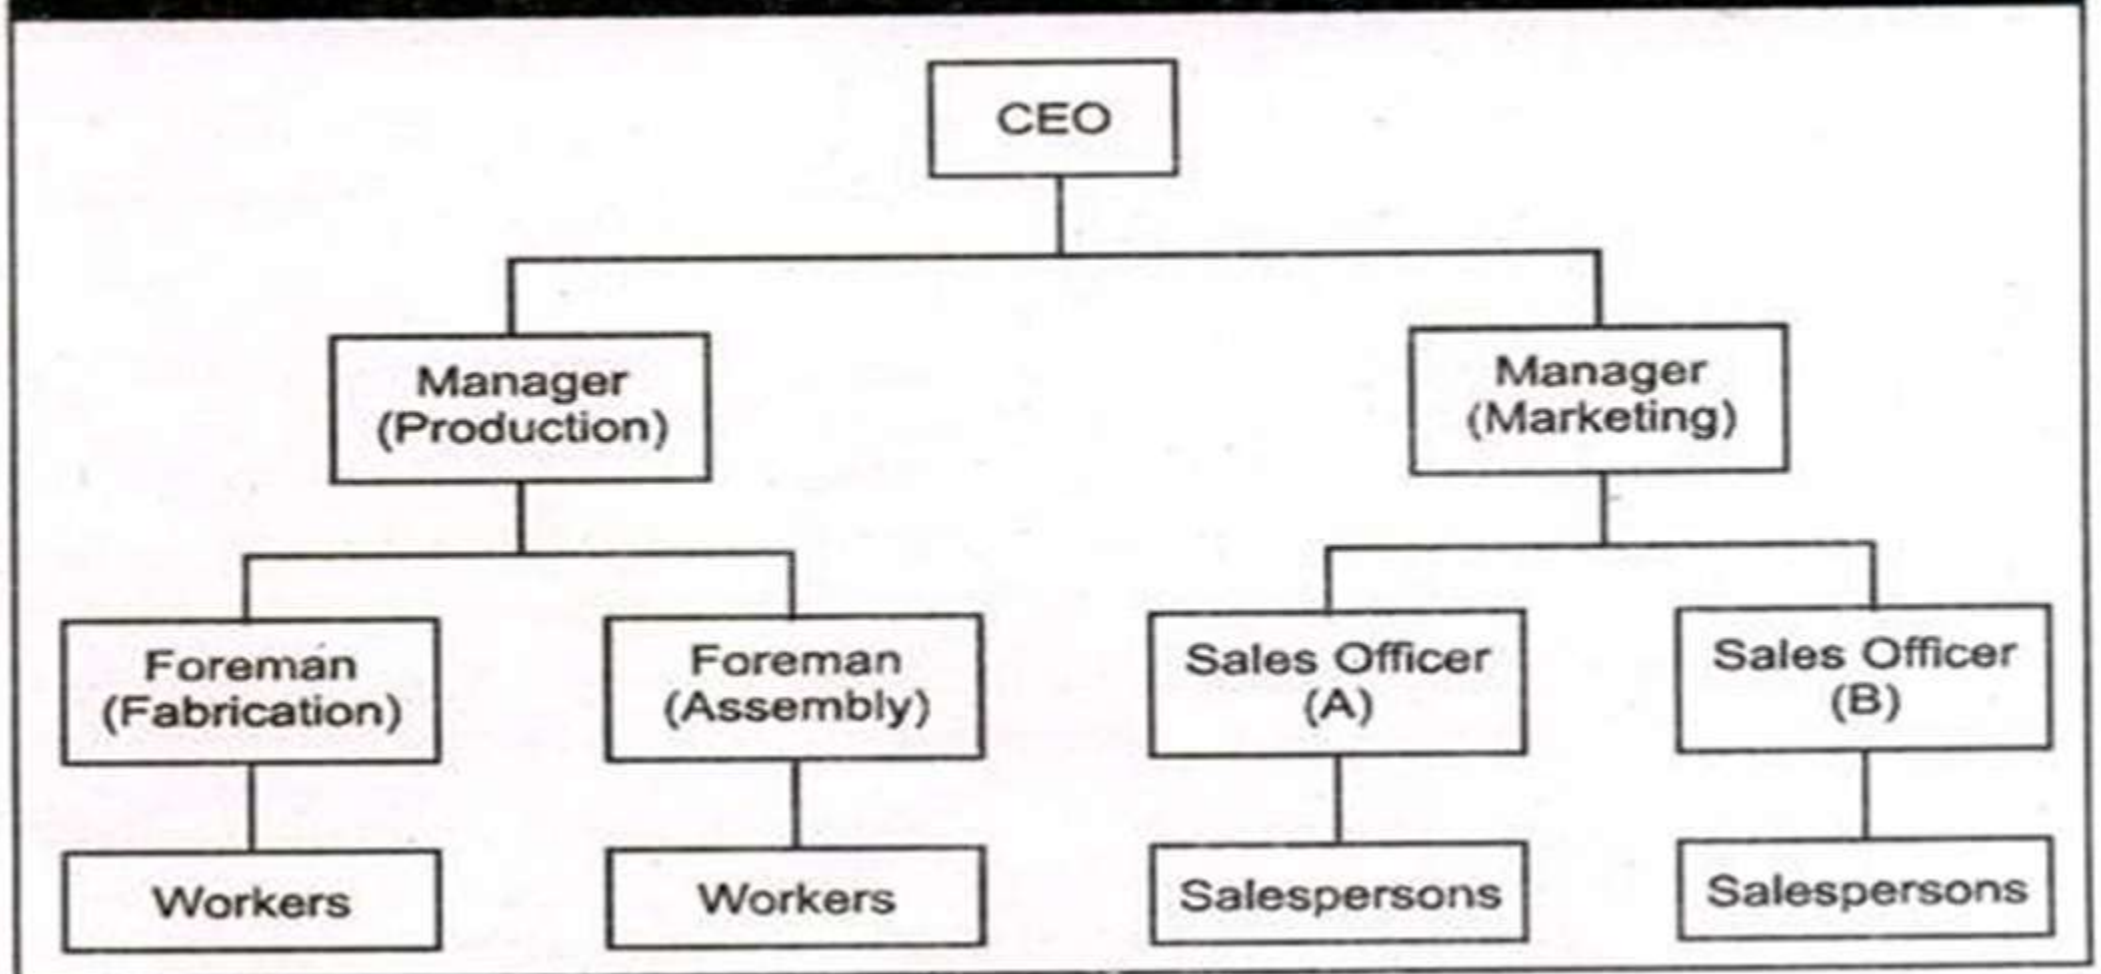 CEO
Manager
(Production)
Manager
(Marketing)
Foreman
(Fabrication)
Foreman
(Assembly)
Sales Officer
(A)
Sales Officer
(B)
Workers
Workers
Salespersons
Salespersons